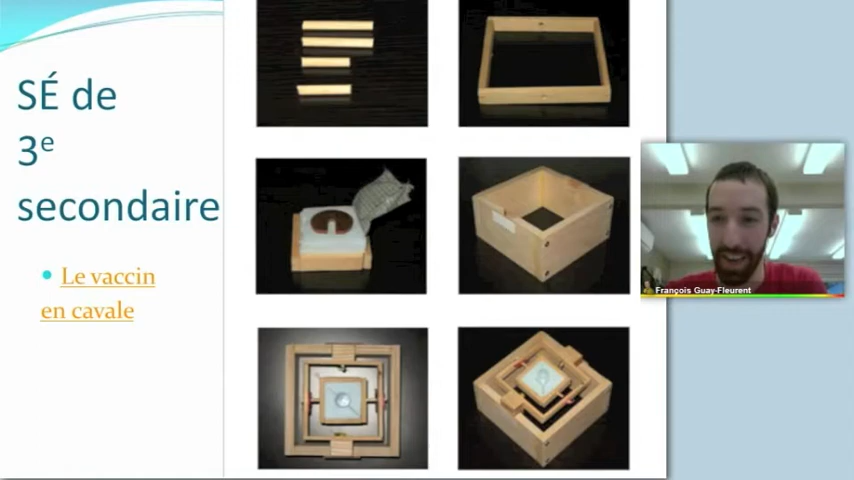 SÉ de
3e
secondaire
Le vaccin
en cavale
François Guay-Fleurent